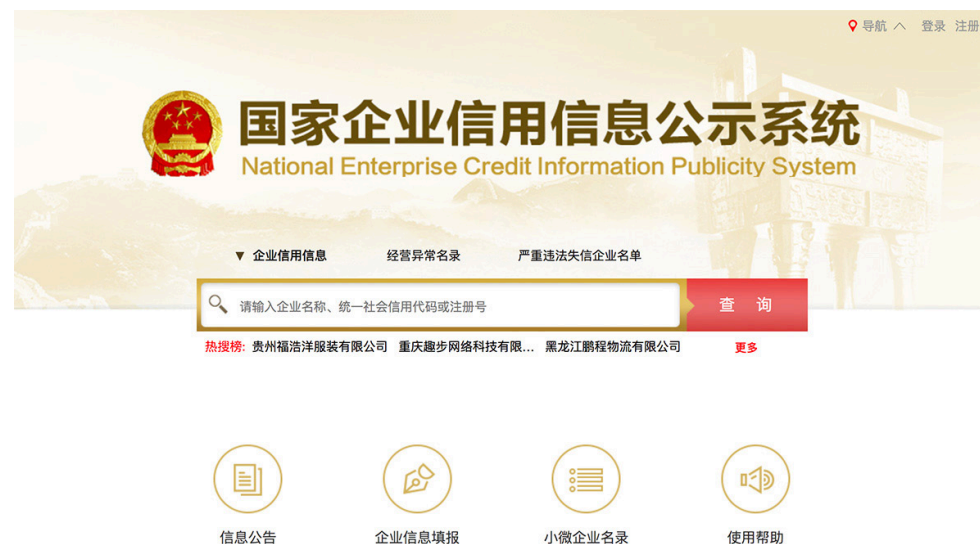 导航 登录 注册
国家企业信用信息公示系统
National Enterprise Credit Information Publicity System
▼ 企业信用信息 经营异常名录 严重违法失信企业名单
请输入企业名称、统一社会信用代码或注册号 查 询
热搜榜: 贵州福浩洋服装有限公司 重庆趣步网络科技有限... 黑龙江鹏程物流有限公司 更多
信息公告 企业信息填报 小微企业名录 使用帮助